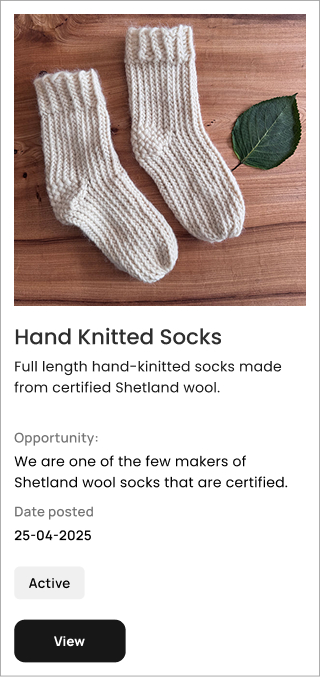 Hand Knitted Socks
Full length hand-knitted socks made
from certified Shetland wool.
Opportunity:
We are one of the few makers of
Shetland wool socks that are certified.
Date posted
25-04-2025
Active
View